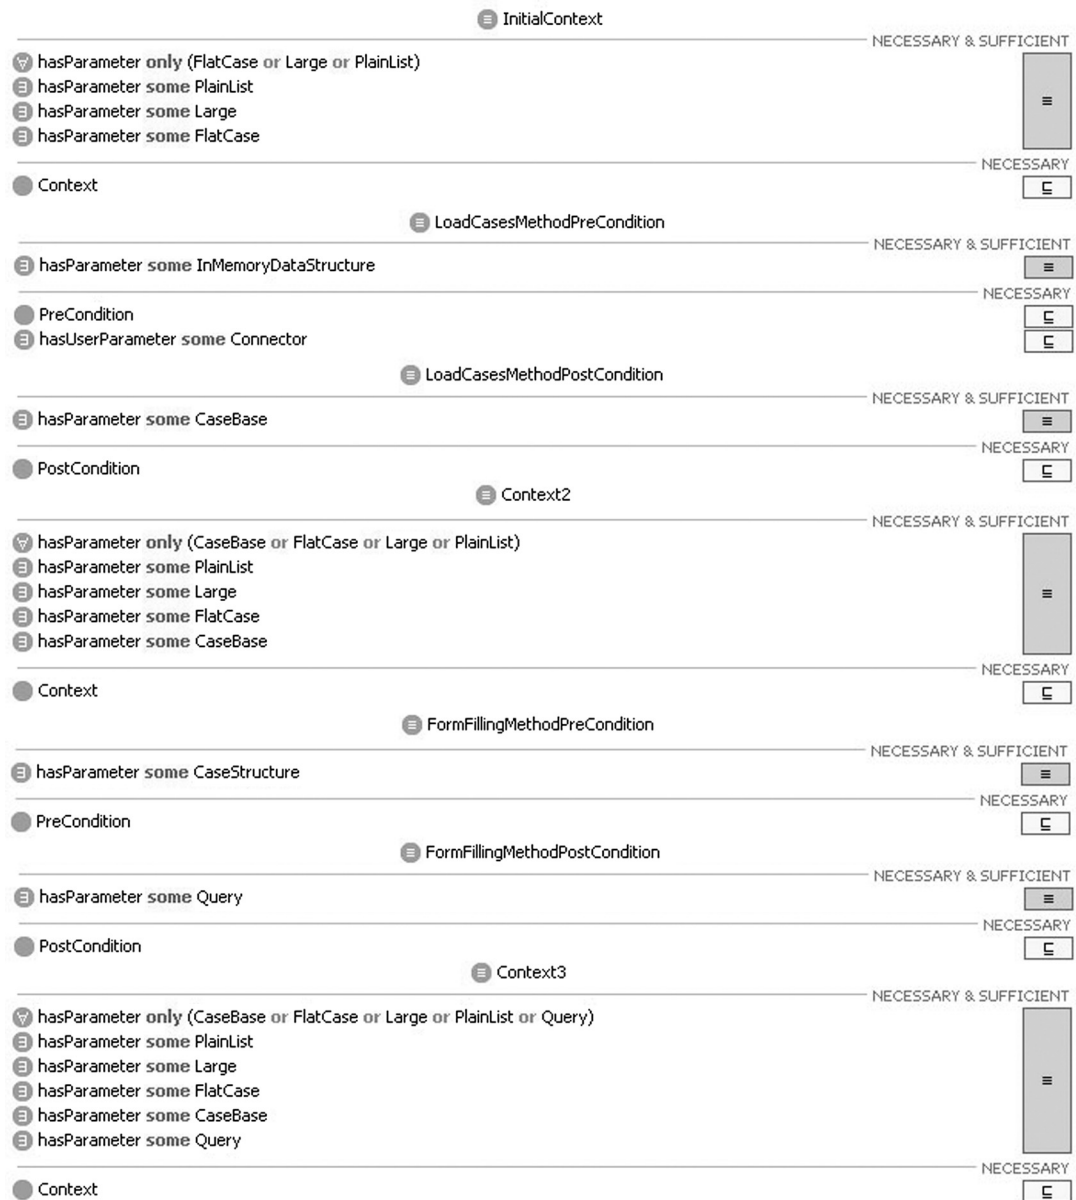 ≡ InitialContext
NECESSARY & SUFFICIENT
∀ hasParameter only (FlatCase or Large or PlainList)
∃ hasParameter some PlainList
∃ hasParameter some Large
∃ hasParameter some FlatCase
≡
NECESSARY
Context
⊑
≡ LoadCasesMethodPreCondition
NECESSARY & SUFFICIENT
∃ hasParameter some InMemoryDataStructure
≡
NECESSARY
PreCondition
⊑
∃ hasUserParameter some Connector
⊑
≡ LoadCasesMethodPostCondition
NECESSARY & SUFFICIENT
∃ hasParameter some CaseBase
≡
NECESSARY
PostCondition
⊑
≡ Context2
NECESSARY & SUFFICIENT
∀ hasParameter only (CaseBase or FlatCase or Large or PlainList)
∃ hasParameter some PlainList
∃ hasParameter some Large
∃ hasParameter some FlatCase
∃ hasParameter some CaseBase
≡
NECESSARY
Context
⊑
≡ FormFillingMethodPreCondition
NECESSARY & SUFFICIENT
∃ hasParameter some CaseStructure
≡
NECESSARY
PreCondition
⊑
≡ FormFillingMethodPostCondition
NECESSARY & SUFFICIENT
∃ hasParameter some Query
≡
NECESSARY
PostCondition
⊑
≡ Context3
NECESSARY & SUFFICIENT
∀ hasParameter only (CaseBase or FlatCase or Large or PlainList or Query)
∃ hasParameter some PlainList
∃ hasParameter some Large
∃ hasParameter some FlatCase
∃ hasParameter some CaseBase
∃ hasParameter some Query
≡
NECESSARY
Context
⊑